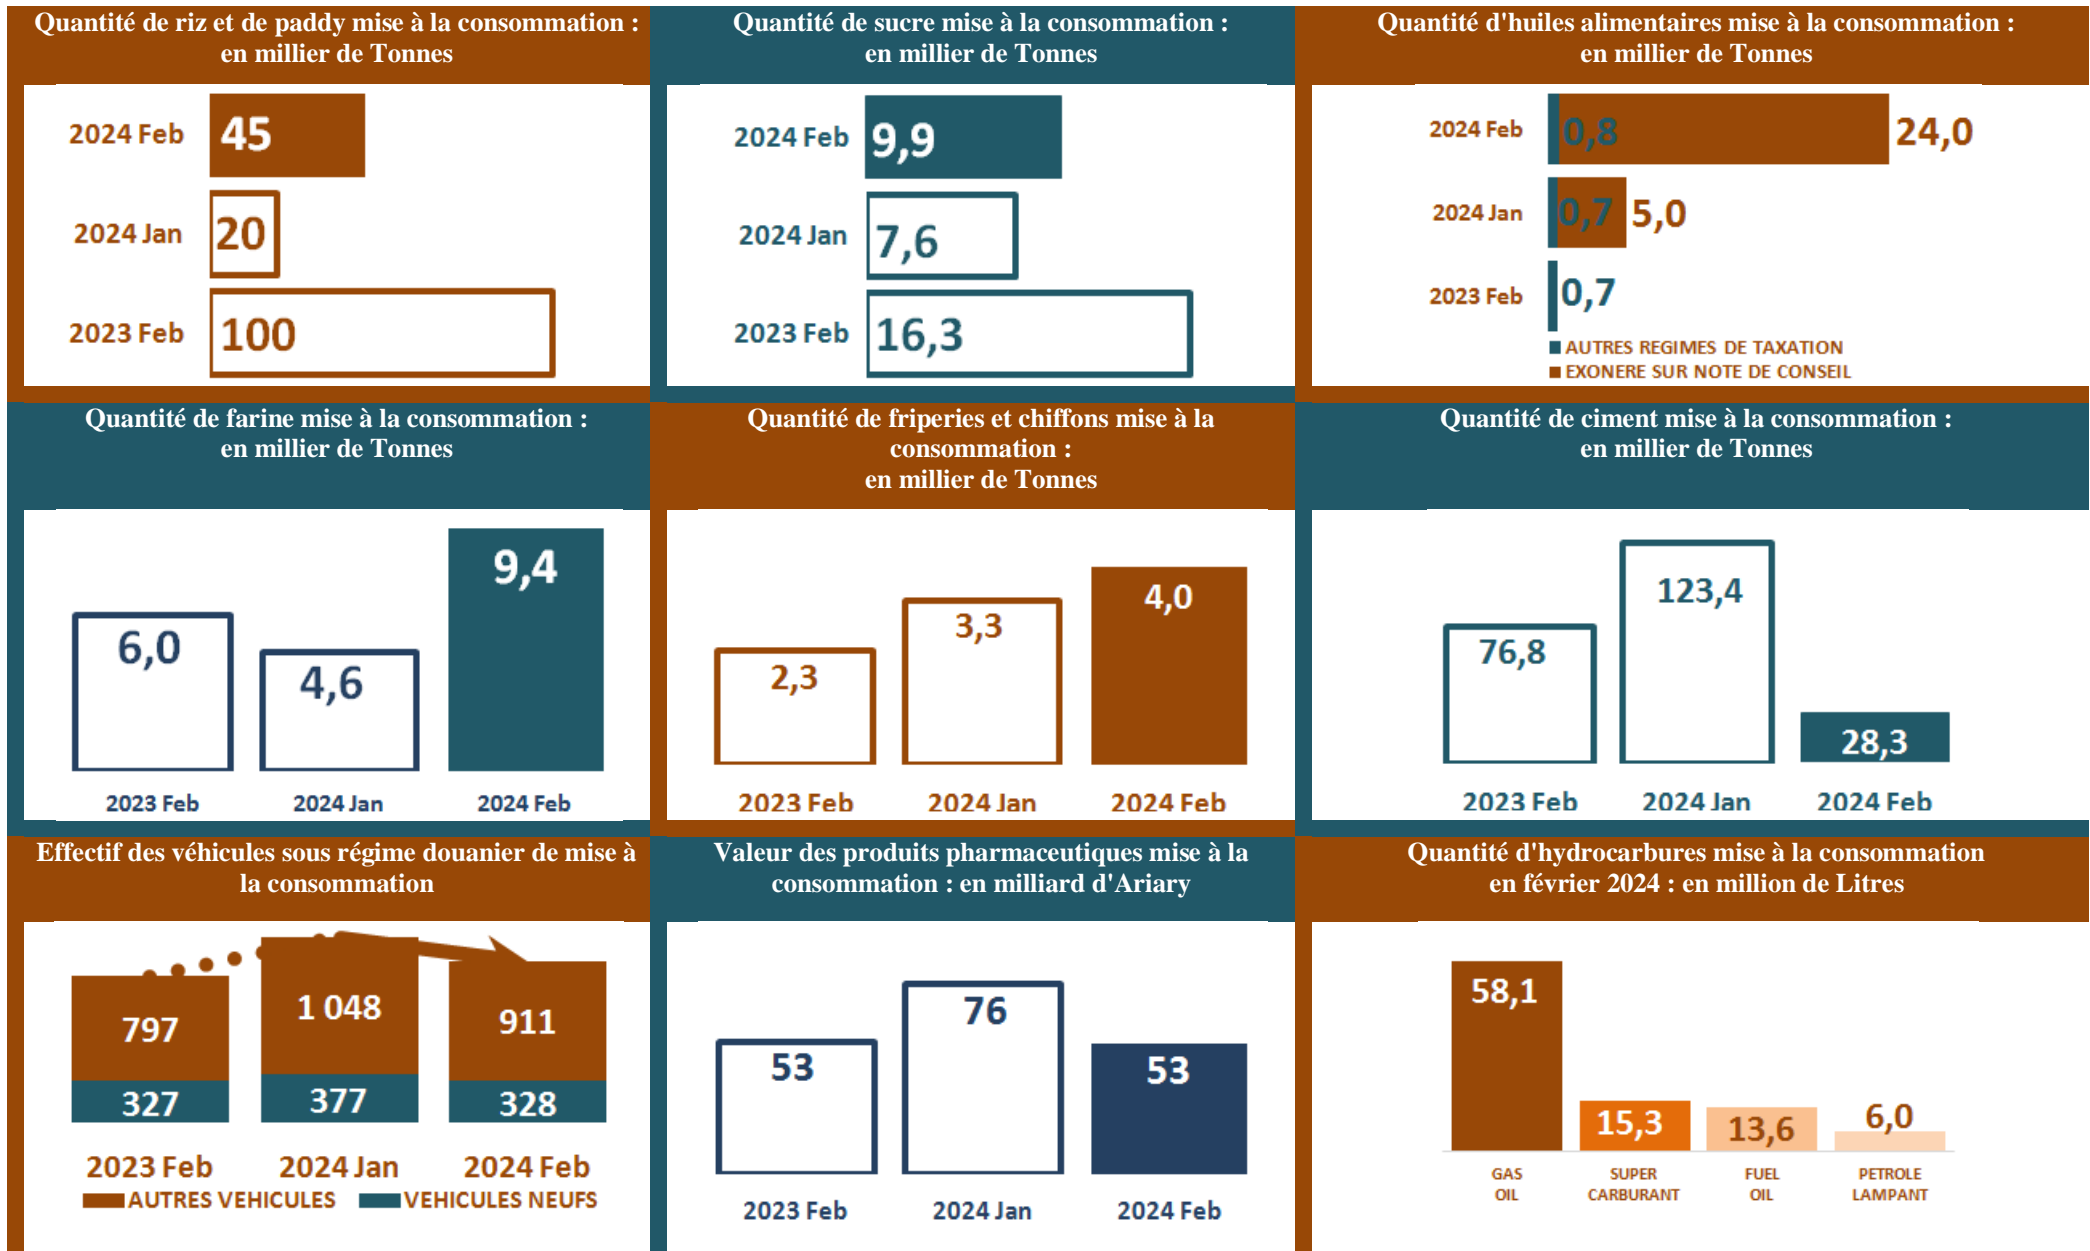 Quantité de riz et de paddy mise à la consommation :
en millier de Tonnes
2024 Feb
45
2024 Jan
20
2023 Feb
100
Quantité de sucre mise à la consommation :
en millier de Tonnes
2024 Feb
9,9
2024 Jan
7,6
2023 Feb
16,3
Quantité d'huiles alimentaires mise à la consommation :
en millier de Tonnes
2024 Feb
0,8
24,0
2024 Jan
0,7
5,0
2023 Feb
0,7
AUTRES REGIMES DE TAXATION
EXONERE SUR NOTE DE CONSEIL
Quantité de farine mise à la consommation :
en millier de Tonnes
6,0
4,6
9,4
2023 Feb
2024 Jan
2024 Feb
Quantité de friperies et chiffons mise à la
consommation :
en millier de Tonnes
2,3
3,3
4,0
2023 Feb
2024 Jan
2024 Feb
Quantité de ciment mise à la consommation :
en millier de Tonnes
76,8
123,4
28,3
2023 Feb
2024 Jan
2024 Feb
Effectif des véhicules sous régime douanier de mise à
la consommation
797
1 048
911
327
377
328
2023 Feb
2024 Jan
2024 Feb
AUTRES VEHICULES
VEHICULES NEUFS
Valeur des produits pharmaceutiques mise à la
consommation : en milliard d'Ariary
53
76
53
2023 Feb
2024 Jan
2024 Feb
Quantité d'hydrocarbures mise à la consommation
en février 2024 : en million de Litres
58,1
15,3
13,6
6,0
GAS
OIL
SUPER
CARBURANT
FUEL
OIL
PETROLE
LAMPANT